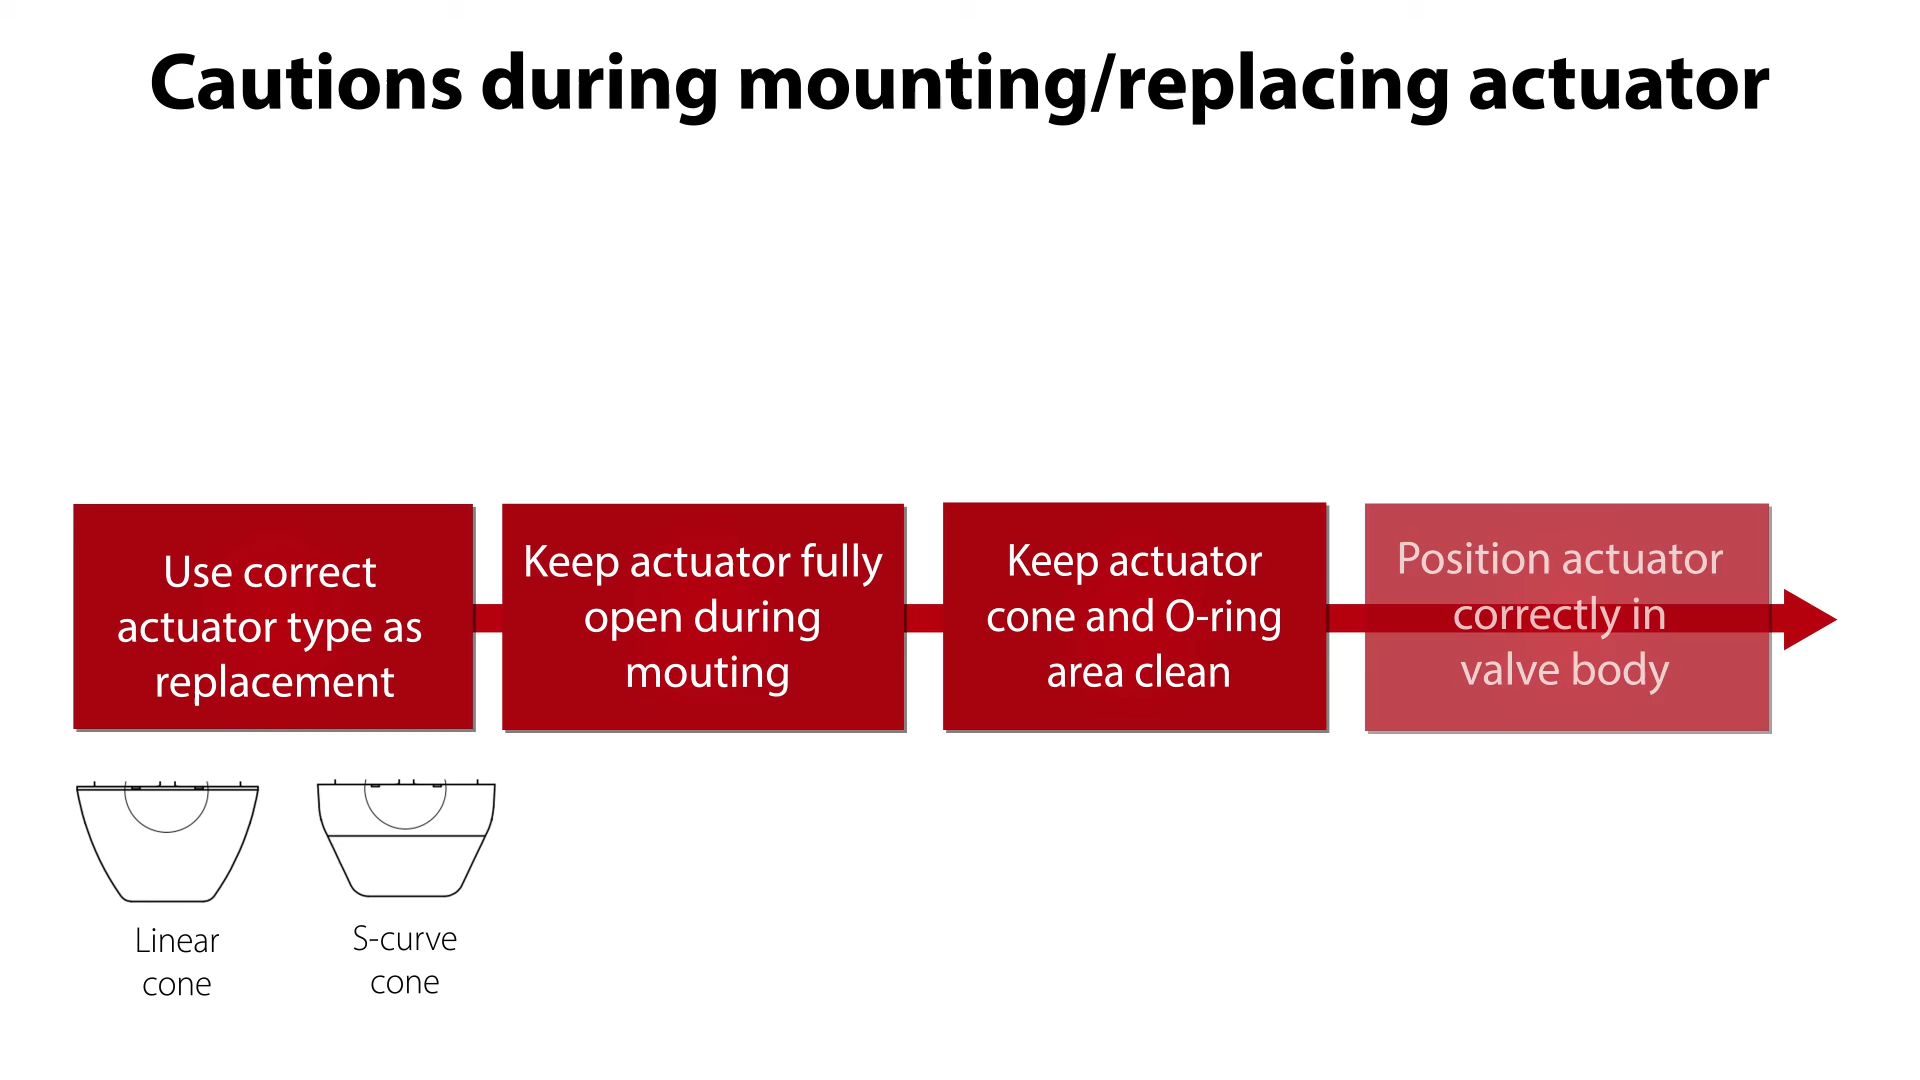 Cautions during mounting/replacing actuator
Use correct
actuator type as
replacement
Keep actuator fully
open during
mouting
Keep actuator
cone and O-ring
area clean
Position actuator
correctly in
valve body
Linear
cone
S-curve
cone